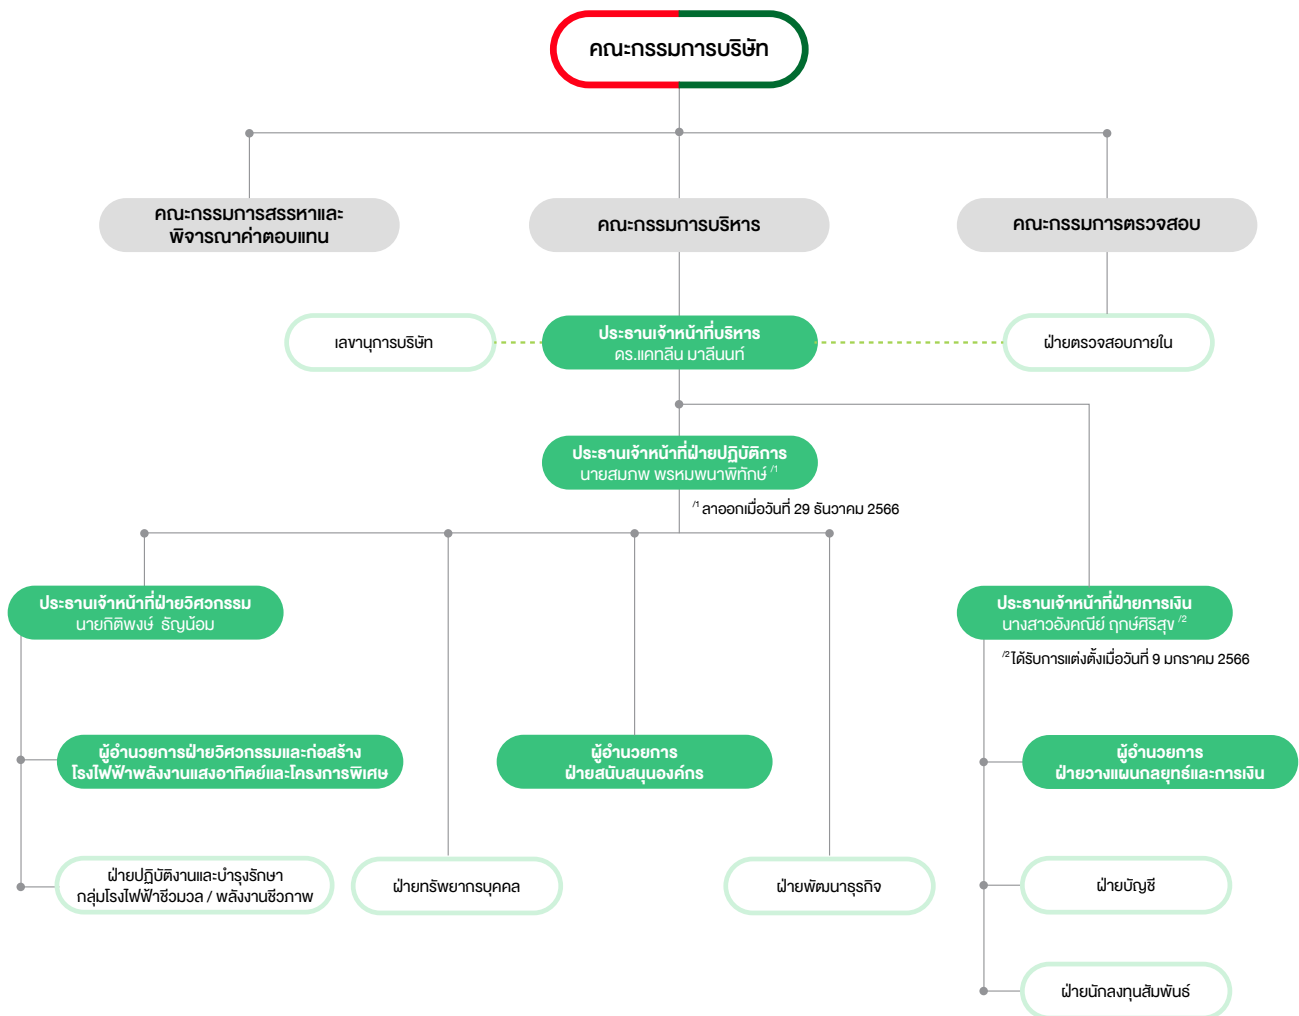 คณะกรรมการบริษัท
คณะกรรมการสรรหาและ
พิจารณาค่าตอบแทน
คณะกรรมการบริหาร
คณะกรรมการตรวจสอบ
เลขานุการบริษัท
ประธานเจ้าหน้าที่บริหาร
ดร.แคทลีน มาลีนนท์
ฝ่ายตรวจสอบภายใน
ประธานเจ้าหน้าที่ฝ่ายปฏิบัติการ
นายสมภพ พรหมพนาพิทักษ์ /1
/1 ลาออกเมื่อวันที่ 29 ธันวาคม 2566
ประธานเจ้าหน้าที่ฝ่ายวิศวกรรม
นายกิติพงษ์ ธัญน้อม
ประธานเจ้าหน้าที่ฝ่ายการเงิน
นางสาวอังคณีย์ ฤกษ์ศิริสุข /2
/2 ได้รับการแต่งตั้งเมื่อวันที่ 9 มกราคม 2566
ผู้อำนวยการฝ่ายวิศวกรรมและก่อสร้าง
โรงไฟฟ้าพลังงานแสงอาทิตย์และโครงการพิเศษ
ผู้อำนวยการ
ฝ่ายสนับสนุนองค์กร
ผู้อำนวยการ
ฝ่ายวางแผนกลยุทธ์และการเงิน
ฝ่ายปฏิบัติงานและบำรุงรักษา
กลุ่มโรงไฟฟ้าชีวมวล / พลังงานชีวภาพ
ฝ่ายทรัพยากรบุคคล
ฝ่ายพัฒนาธุรกิจ
ฝ่ายบัญชี
ฝ่ายนักลงทุนสัมพันธ์